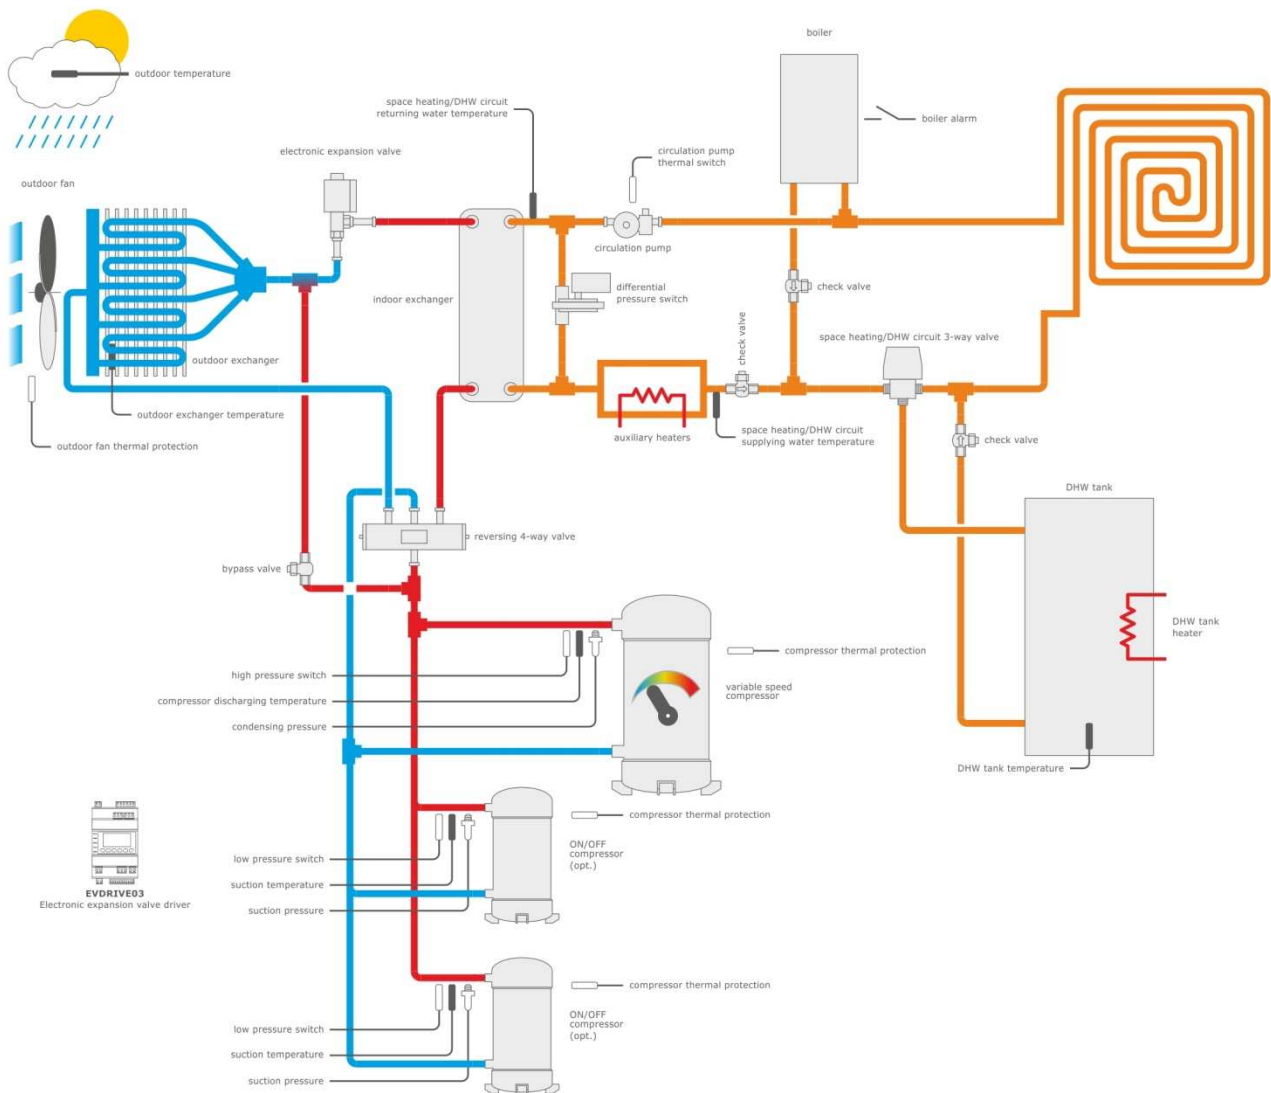 boiler
outdoor temperature
space heating/DHW circuit
returning water temperature
boiler alarm
electronic expansion valve
circulation pump
thermal switch
outdoor fan
circulation pump
indoor exchanger
differential
pressure switch
check valve
check valve
space heating/DHW circuit 3-way valve
outdoor exchanger
outdoor exchanger temperature
outdoor fan thermal protection
auxiliary heaters
space heating/DHW circuit
supplying water temperature
check valve
DHW tank
reversing 4-way valve
bypass valve
DHW tank
heater
high pressure switch
compressor discharging temperature
condensing pressure
compressor thermal protection
variable speed
compressor
DHW tank temperature
compressor thermal protection
ON/OFF
compressor
(opt.)
low pressure switch
suction temperature
suction pressure
EVDRIVE03
Electronic expansion valve driver
compressor thermal protection
ON/OFF
compressor
(opt.)
low pressure switch
suction temperature
suction pressure